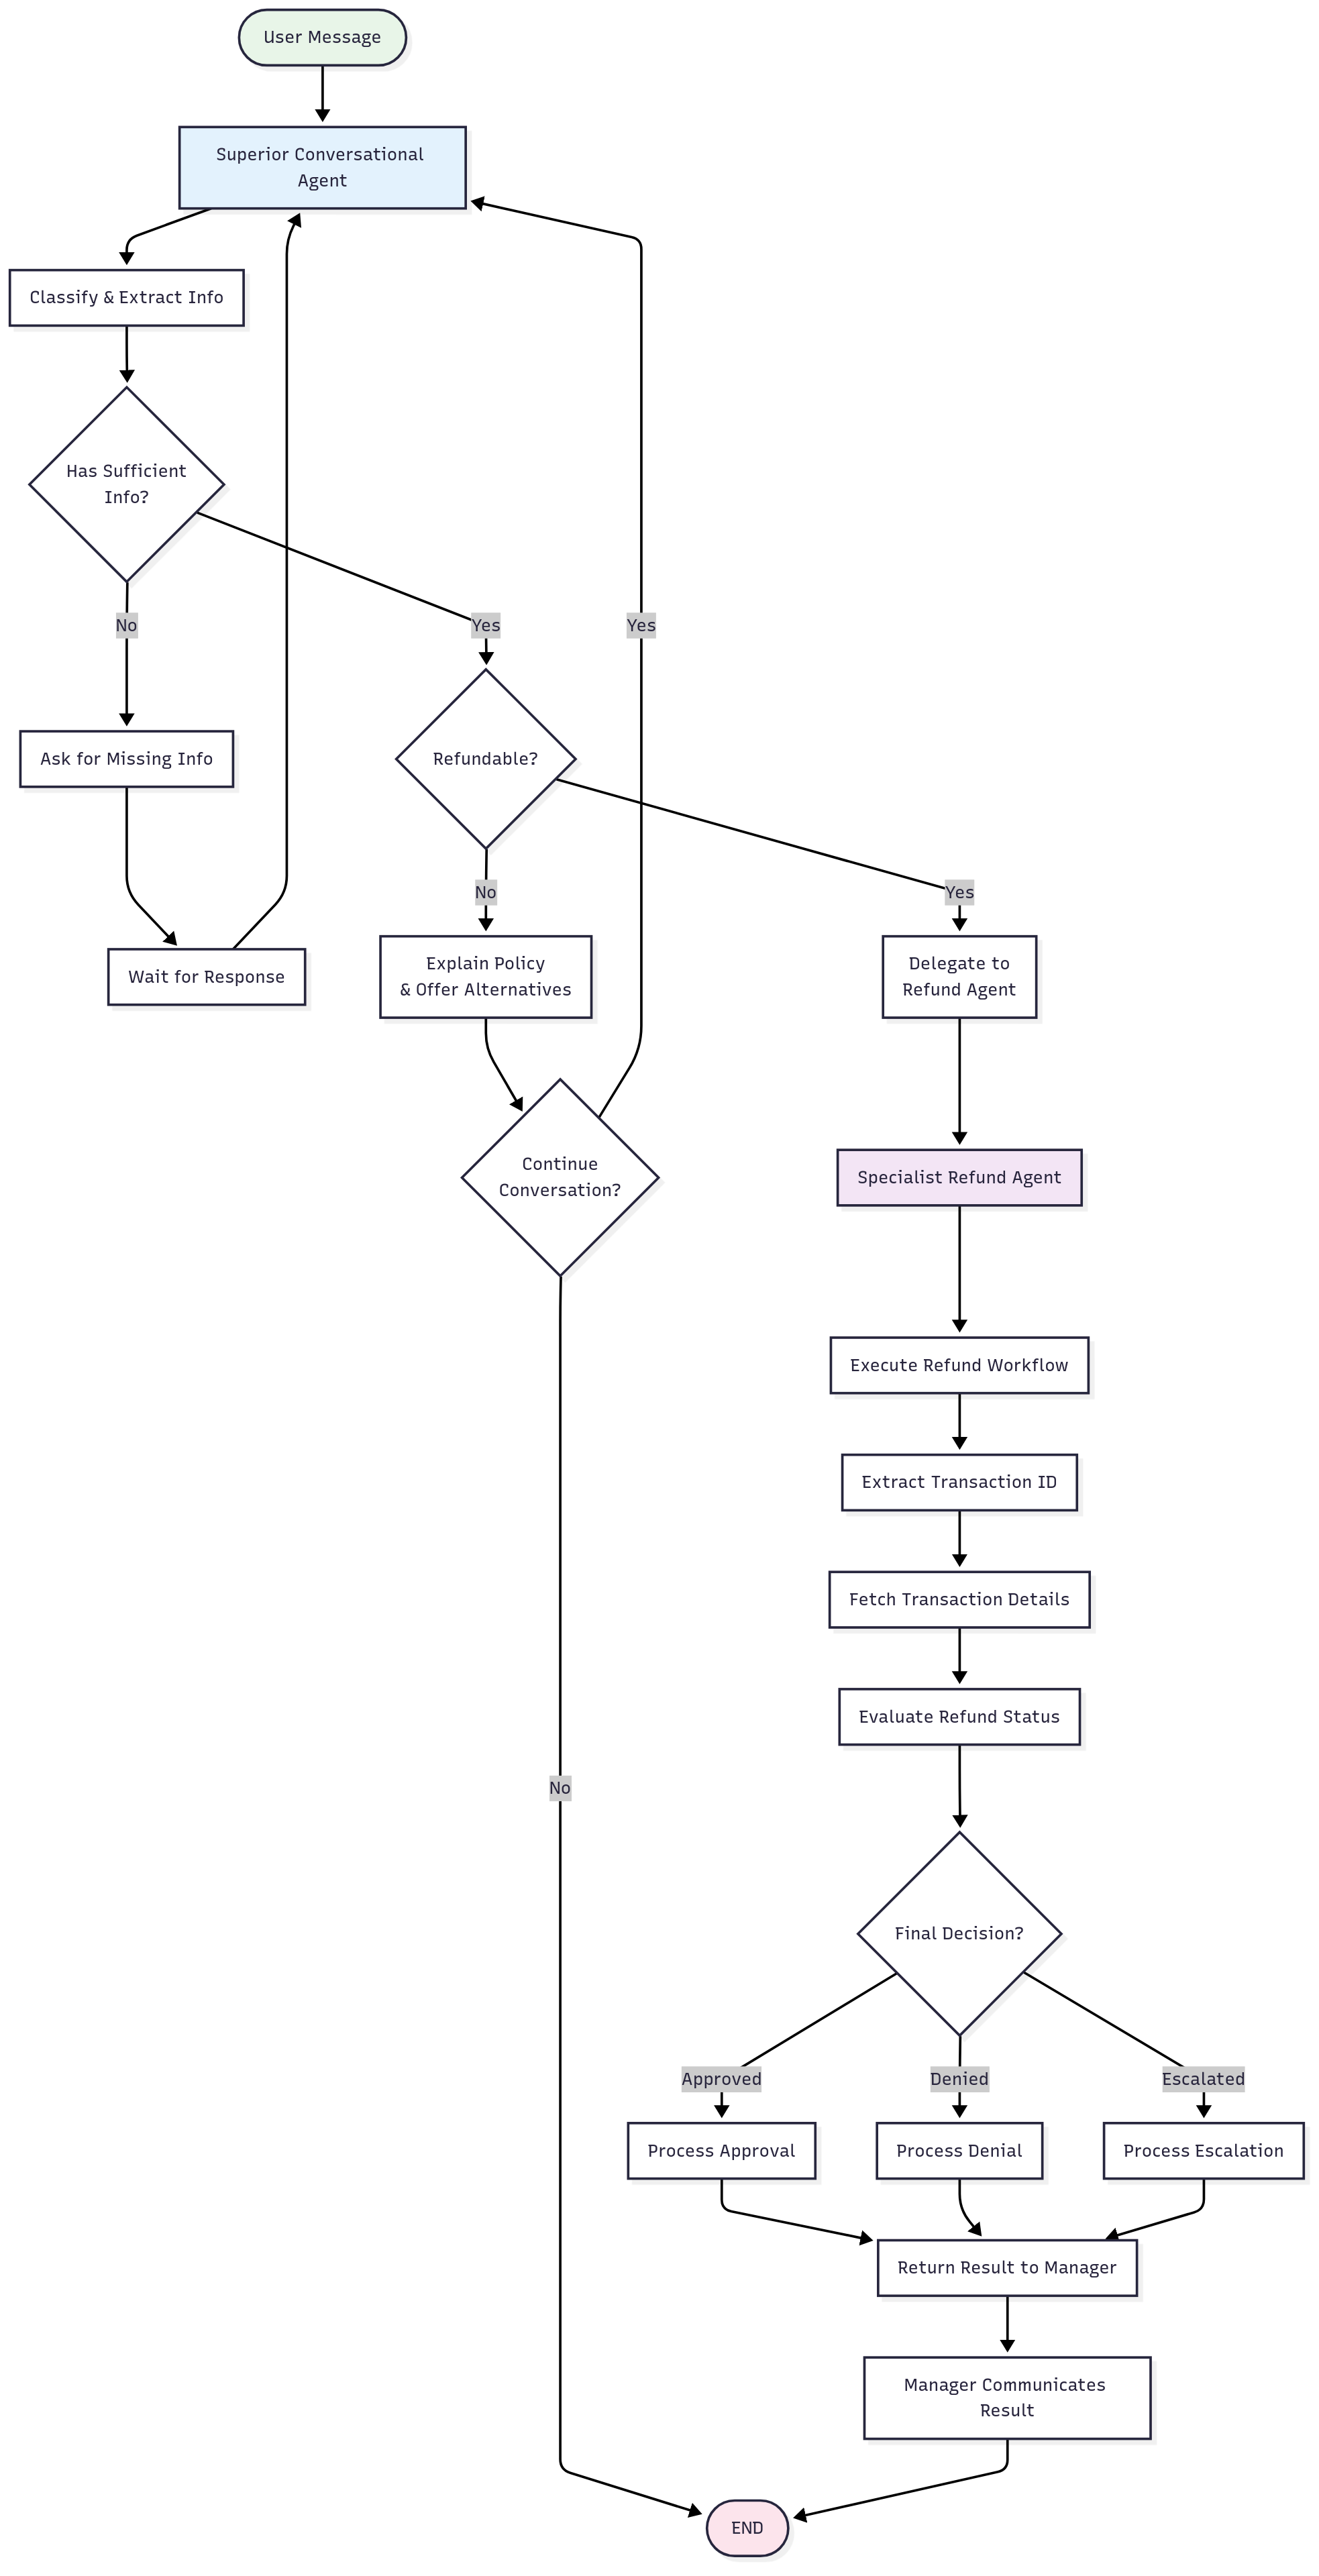 User Message
Superior Conversational
Agent
Classify & Extract Info
Has Sufficient
Info?
No
Yes
Yes
Ask for Missing Info
Refundable?
No
Yes
Wait for Response
Explain Policy
& Offer Alternatives
Delegate to
Refund Agent
Continue
Conversation?
Specialist Refund Agent
Execute Refund Workflow
Extract Transaction ID
Fetch Transaction Details
Evaluate Refund Status
No
Final Decision?
Approved
Denied
Escalated
Process Approval
Process Denial
Process Escalation
Return Result to Manager
Manager Communicates
Result
END